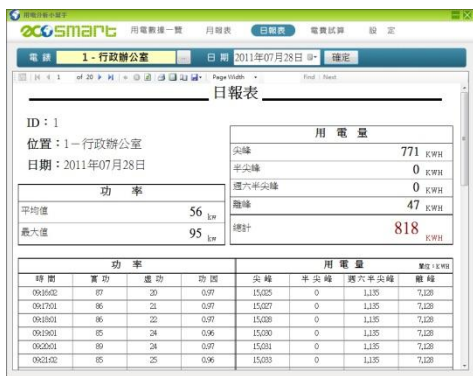 用電分析小幫手
ecosmart 用電數據一覽 月報表 日報表 電費試算 設 定
電 錶 1 - 行政辦公室 ... 日 期 2011年07月28日 確定
1 of 20 Page Width Find | Next
日報表
ID：1
位置：1－行政辦公室
日期：2011年07月28日
用 電 量
尖峰 771 KWH
半尖峰 0 KWH
週六半尖峰 0 KWH
離峰 47 KWH
總計 818 KWH
功 率
平均值 56 kw
最大值 95 kw
功 率 用 電 量 單位：KWH
時 間 實 功 虛 功 功 因 尖 峰 半 尖 峰 週六半尖峰 離 峰
09:16:02 87 20 0.97 15,025 0 1,135 7,128
09:17:01 86 21 0.97 15,027 0 1,135 7,128
09:18:01 86 22 0.97 15,028 0 1,135 7,128
09:19:01 85 24 0.96 15,030 0 1,135 7,128
09:20:01 89 24 0.97 15,031 0 1,135 7,128
09:21:02 85 25 0.96 15,033 0 1,135 7,128